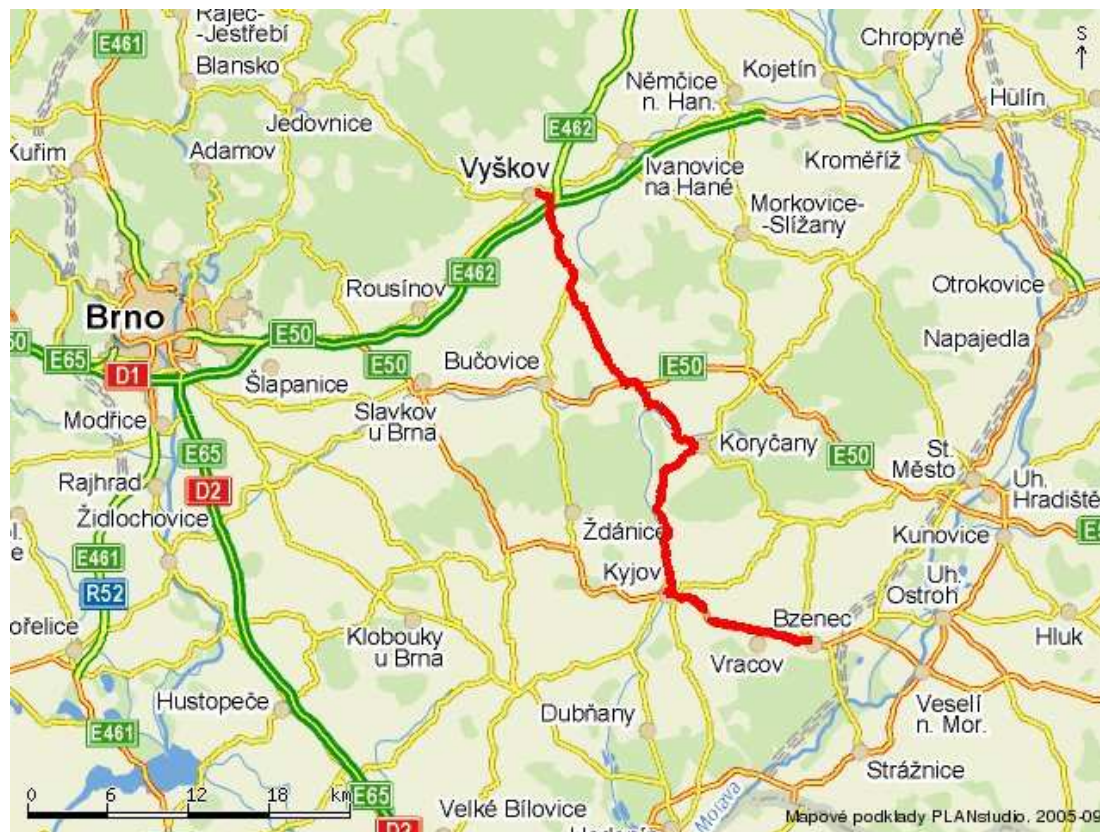 Rájec-
-Jestřebí
E461
Blansko
Chropyně
S
Němčice
n. Han.
Kojetín
Hulín
Jedovnice
E462
Kuřim
Adamov
Vyškov
Ivanovice
na Hané
Kroměříž
Morkovice-
-Slížany
E462
Rousínov
Otrokovice
Brno
E50
Napajedla
E65
D1
Šlapanice
E50
Bučovice
E50
Slavkov
u Brna
Modřice
Koryčany
E65
E50
St.
Město
Uh.
Hradiště
Rajhrad
D2
Židlochovice
Ždánice
Kunovice
E461
R52
Kyjov
Uh.
Ostroh
Bzenec
Klobouky
u Brna
Vracov
Hluk
Hustopeče
Dubňany
Veselí
n. Mor.
E461
Strážnice
0 6 12 18 km
E65
Velké Bílovice
Morava
Mapové podklady PLANstudio. 2005-09